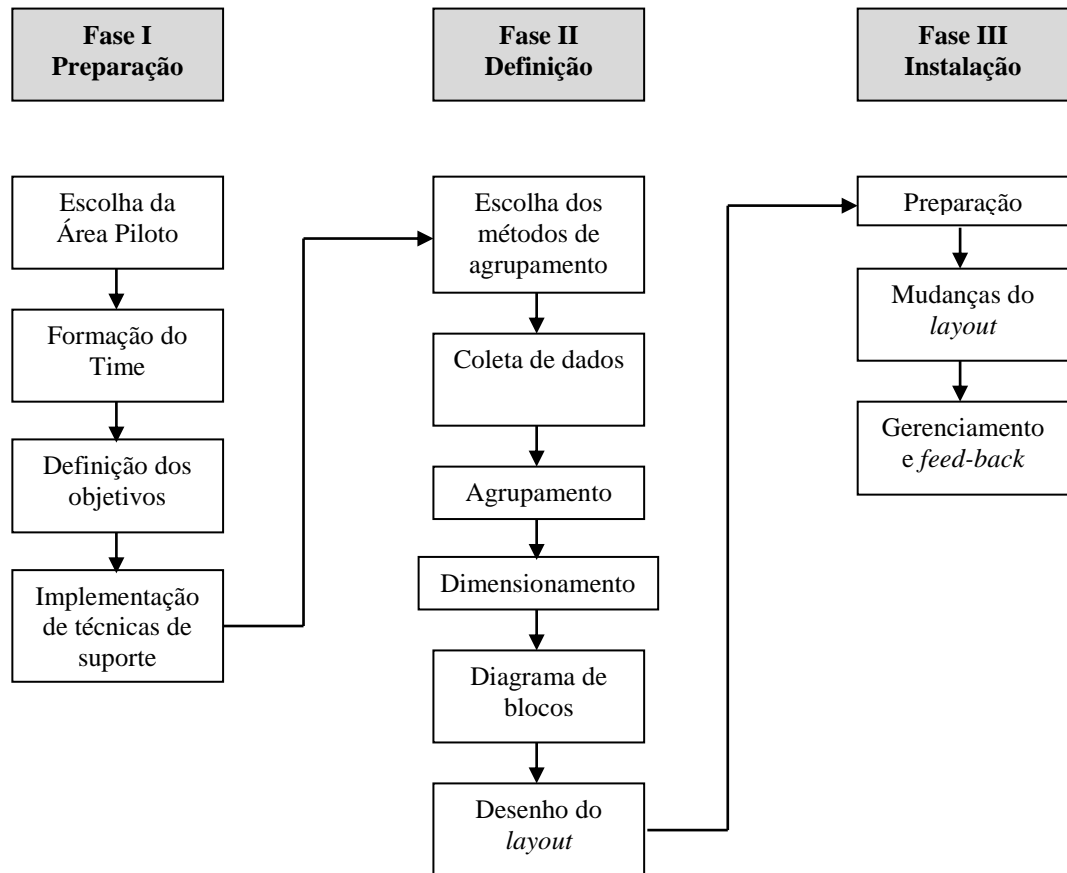 Fase I
Preparação
Escolha da
Área Piloto
Formação do
Time
Definição dos
objetivos
Implementação
de técnicas de
suporte
Fase II
Definição
Escolha dos
métodos de
agrupamento
Coleta de dados
Agrupamento
Dimensionamento
Diagrama de
blocos
Desenho do
layout
Fase III
Instalação
Preparação
Mudanças do
layout
Gerenciamento
e feed-back